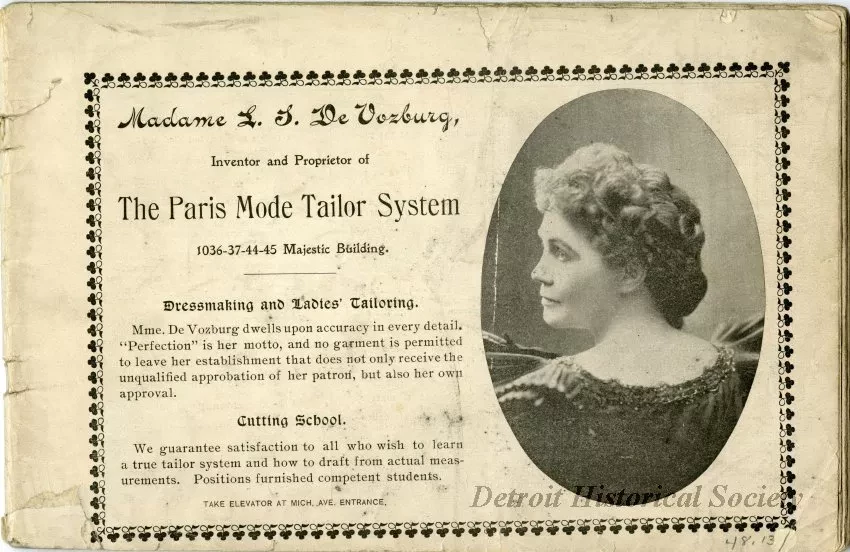 Madame L. S. De Vozburg,
Inventor and Proprietor of
The Paris Mode Tailor System
1036-37-44-45 Majestic Building.
Dressmaking and Ladies' Tailoring.
Mme. De Vozburg dwells upon accuracy in every detail.
"Perfection" is her motto, and no garment is permitted
to leave her establishment that does not only receive the
unqualified approbation of her patron, but also her own
approval.
Cutting School.
We guarantee satisfaction to all who wish to learn
a true tailor system and how to draft from actual meas-
urements. Positions furnished competent students.
TAKE ELEVATOR AT MICH. AVE. ENTRANCE.
Detroit Historical Society
48.13